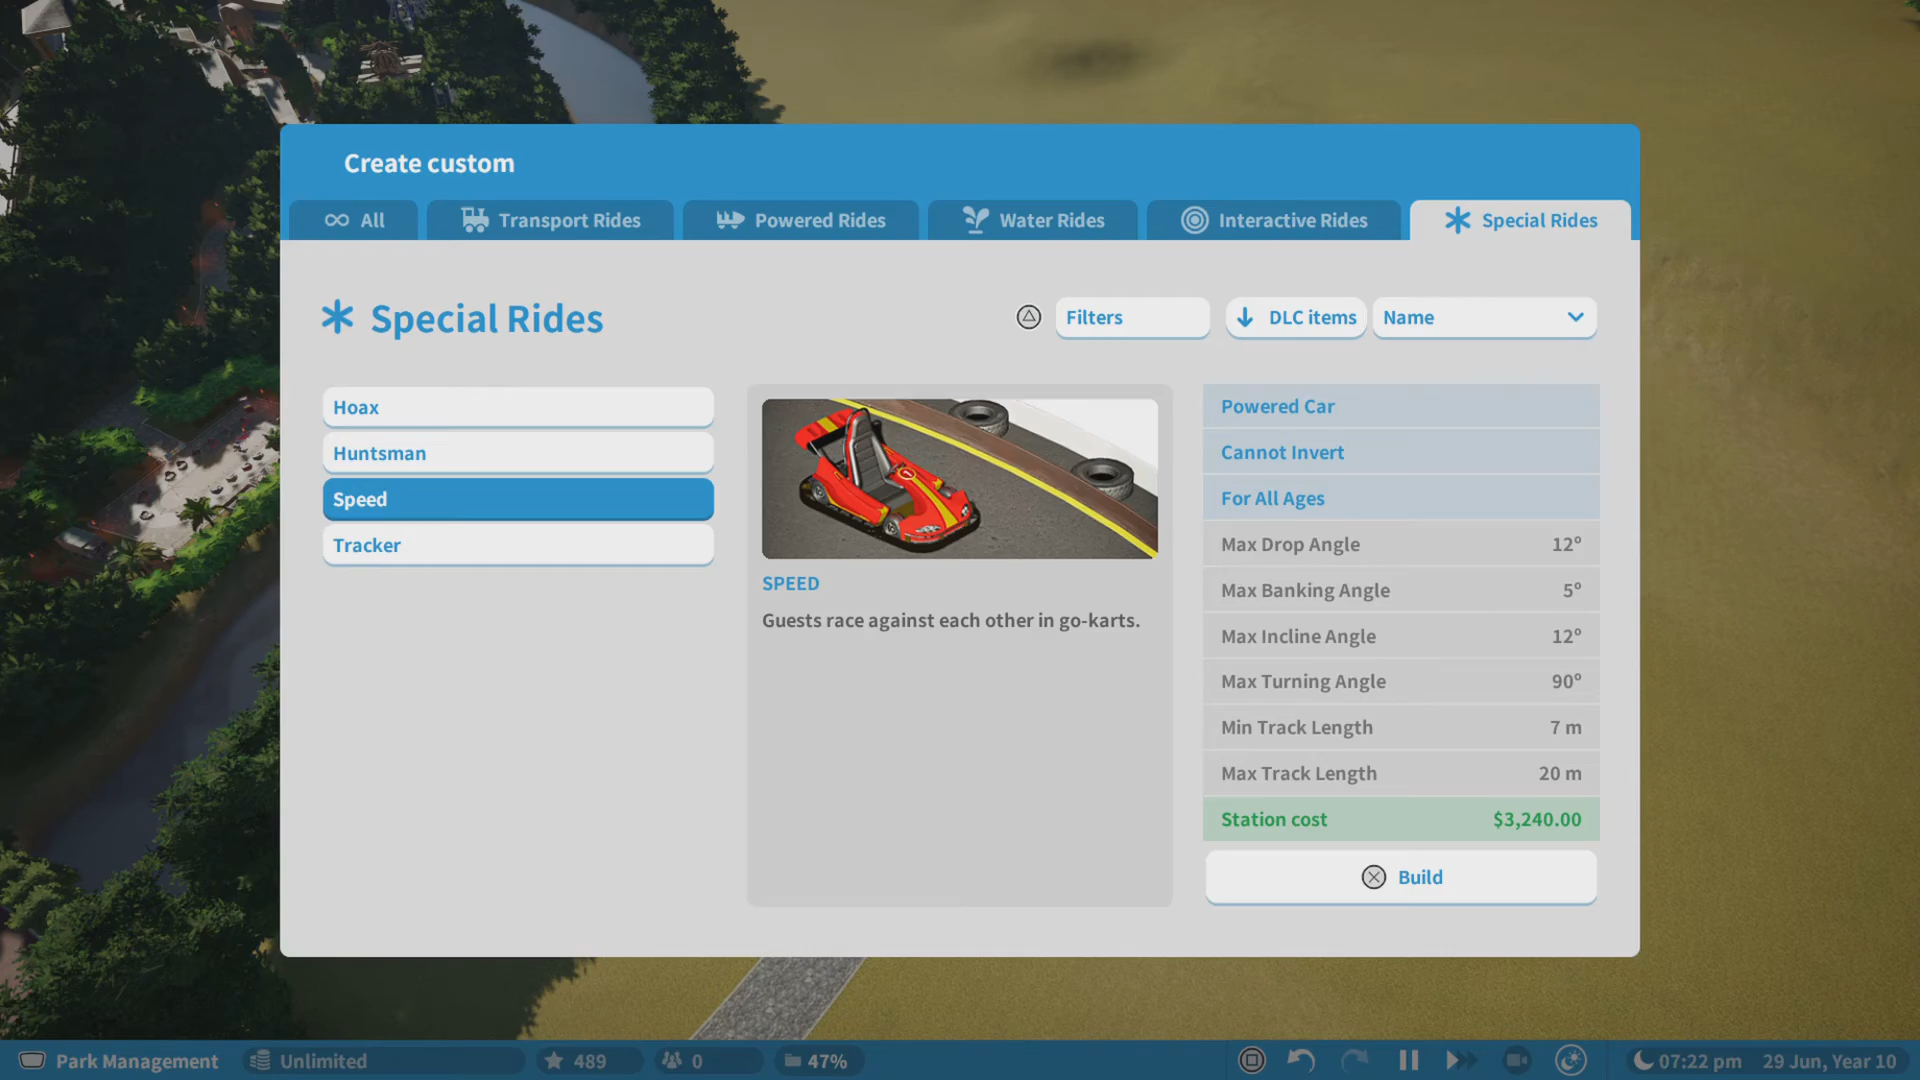 Create custom
All
Transport Rides
Powered Rides
Water Rides
Interactive Rides
Special Rides
Special Rides
Filters
DLC items
Name
Hoax
Huntsman
Speed
Tracker
SPEED
Guests race against each other in go-karts.
Powered Car
Cannot Invert
For All Ages
Max Drop Angle 12º
Max Banking Angle 5º
Max Incline Angle 12º
Max Turning Angle 90º
Min Track Length 7 m
Max Track Length 20 m
Station cost $3,240.00
Build
Park Management
Unlimited
489
0
47%
07:22 pm
29 Jun, Year 10